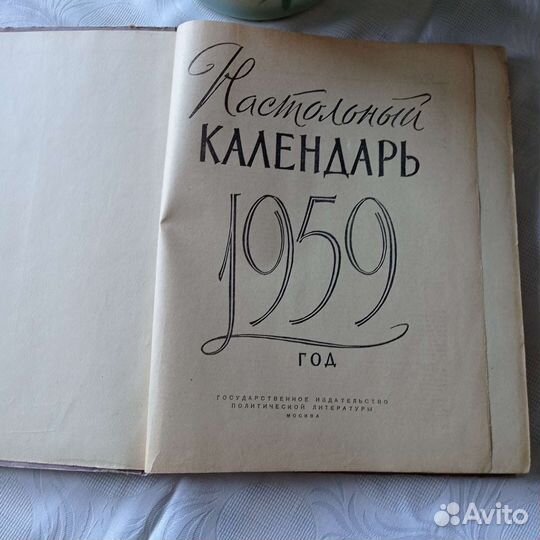 Настольный
КАЛЕНДАРЬ
1959
ГОД
ГОСУДАРСТВЕННОЕ ИЗДАТЕЛЬСТВО
ПОЛИТИЧЕСКОЙ ЛИТЕРАТУРЫ
МОСКВА
Avito